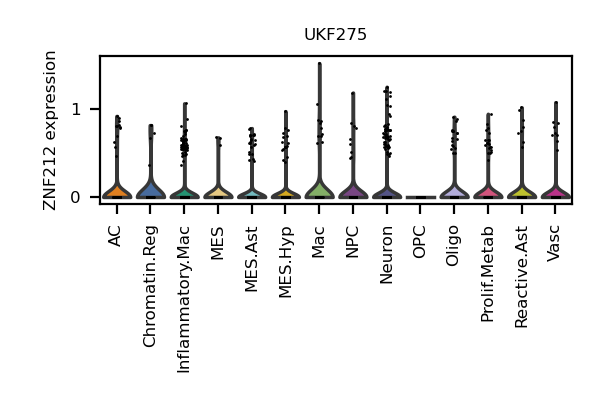 UKF275
ZNF212 expression
1
0
AC
Chromatin.Reg
Inflammatory.Mac
MES
MES.Ast
MES.Hyp
Mac
NPC
Neuron
OPC
Oligo
Prolif.Metab
Reactive.Ast
Vasc